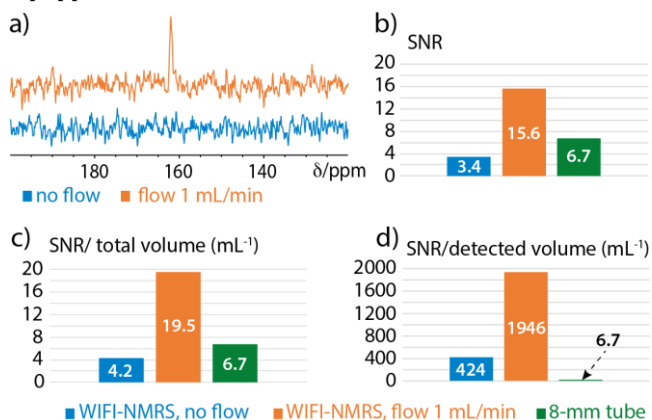 a)
180 160 140 δ/ppm
no flow flow 1 mL/min
b)
SNR
20
16
12
8
4
0
3.4
15.6
6.7
c)
SNR/ total volume (mL⁻¹)
20
16
12
8
4
0
4.2
19.5
6.7
d)
SNR/detected volume (mL⁻¹)
2000
1600
1200
800
400
0
424
1946
6.7
WIFI-NMRS, no flow WIFI-NMRS, flow 1 mL/min 8-mm tube